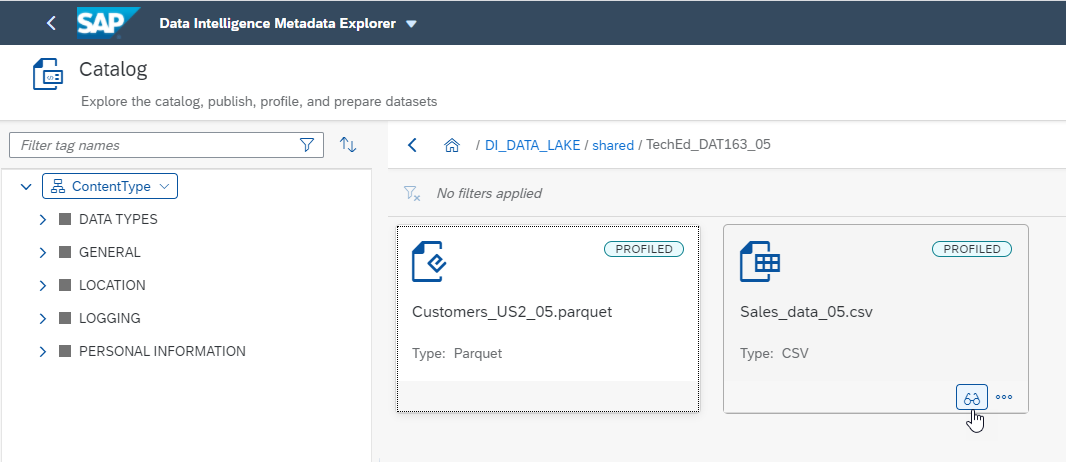 SAP Data Intelligence Metadata Explorer
Catalog
Explore the catalog, publish, profile, and prepare datasets
Filter tag names
/ DI_DATA_LAKE / shared / TechEd_DAT163_05
No filters applied
ContentType
DATA TYPES
GENERAL
LOCATION
LOGGING
PERSONAL INFORMATION
PROFILED
Customers_US2_05.parquet
Type: Parquet
PROFILED
Sales_data_05.csv
Type: CSV